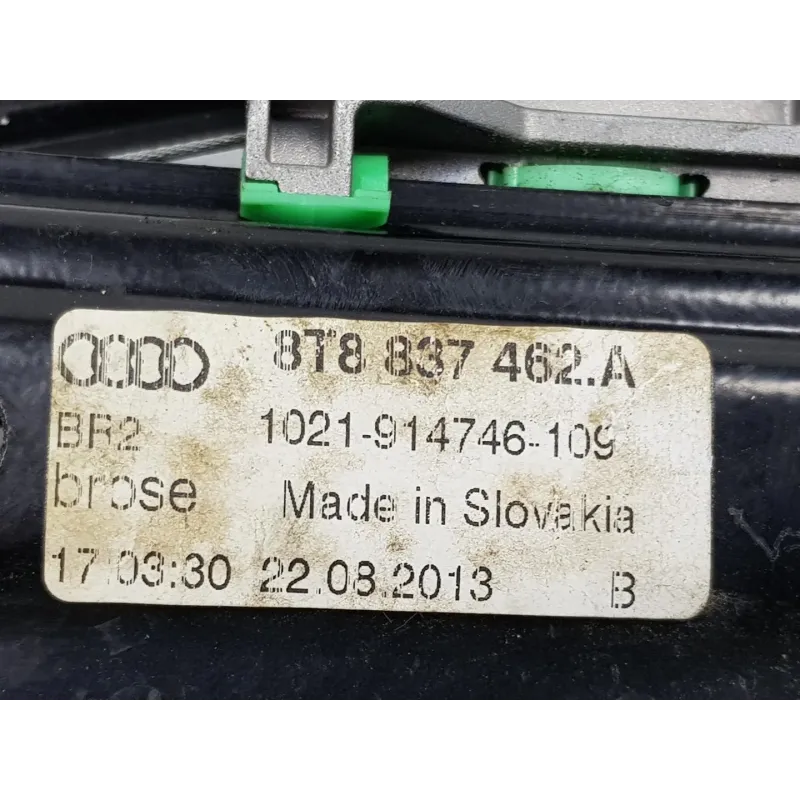 8T8 837 462.A
BR2 1021-914746-109
brose Made in Slovakia
17:03:30 22.08.2013 B